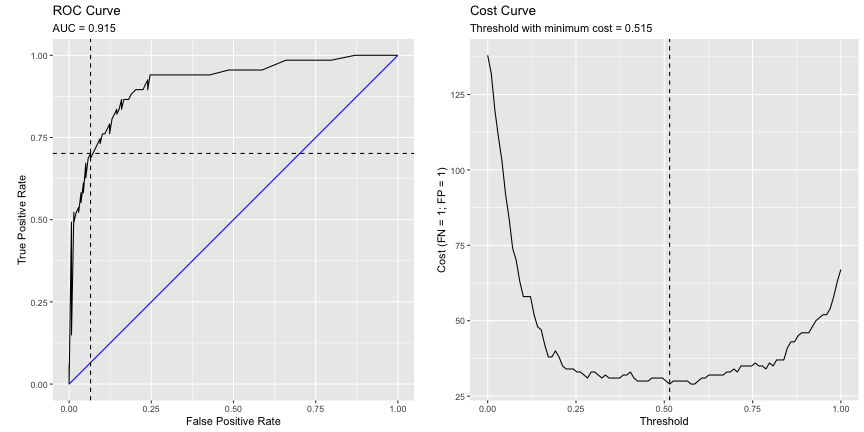 ROC Curve
AUC = 0.915
True Positive Rate
1.00
0.75
0.50
0.25
0.00
0.00 0.25 0.50 0.75 1.00
False Positive Rate
Cost Curve
Threshold with minimum cost = 0.515
Cost (FN = 1; FP = 1)
125
100
75
50
25
0.00 0.25 0.50 0.75 1.00
Threshold